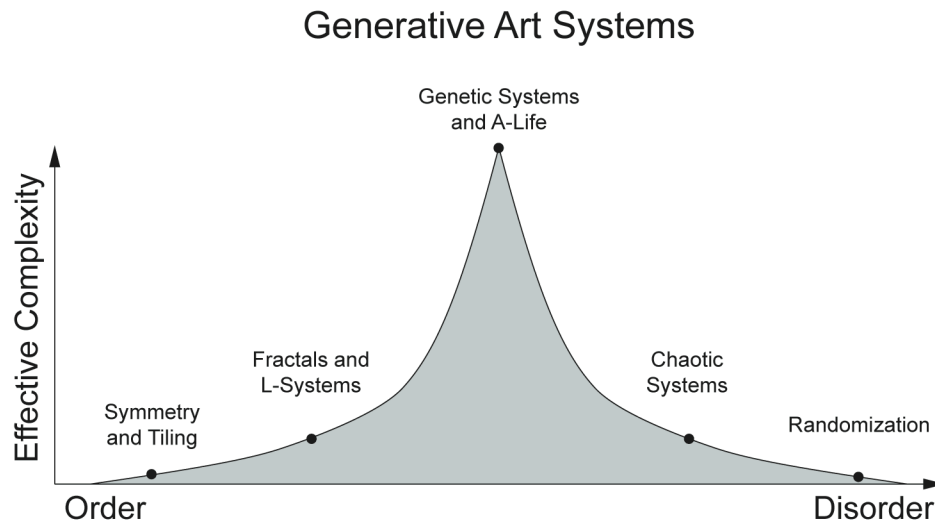 Generative Art Systems
Genetic Systems
and A-Life
Effective Complexity
Fractals and
L-Systems
Chaotic
Systems
Symmetry
and Tiling
Randomization
Order
Disorder